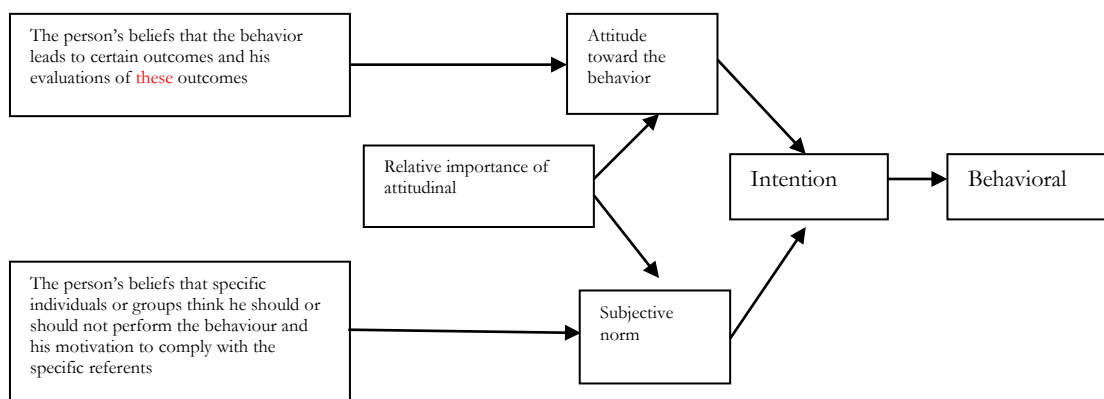 The person’s beliefs that the behavior
leads to certain outcomes and his
evaluations of these outcomes
Attitude
toward the
behavior
Relative importance of
attitudinal
Intention
Behavioral
The person’s beliefs that specific
individuals or groups think he should or
should not perform the behaviour and
his motivation to comply with the
specific referents
Subjective
norm